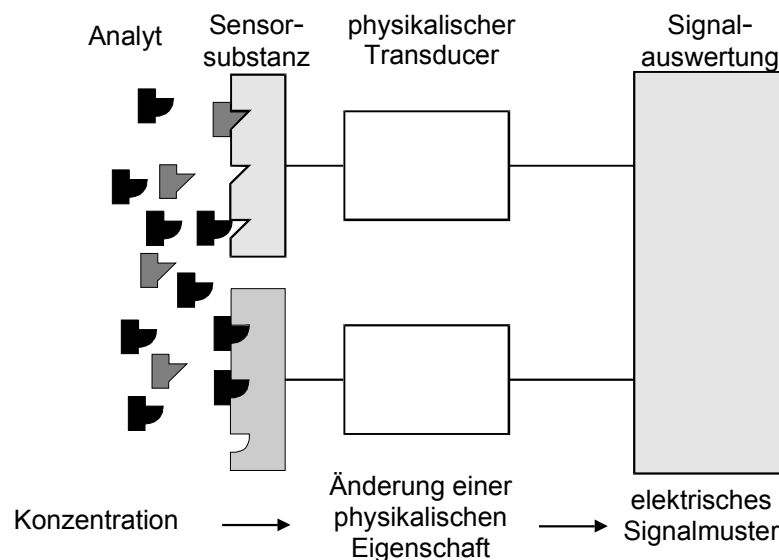 Analyt
Sensor-
substanz
physikalischer
Transducer
Signal-
auswertung
Konzentration
Änderung einer
physikalischen
Eigenschaft
elektrisches
Signalmuster